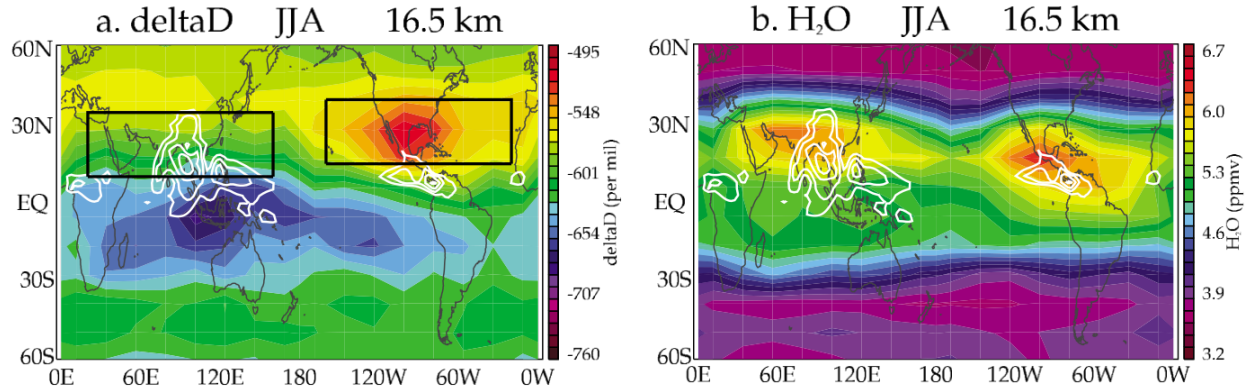 a. deltaD JJA 16.5 km
60N
30N
EQ
30S
60S
0E 60E 120E 180 120W 60W 0W
-495
-548
-601
-654
-707
-760
deltaD (per mil)
b. H₂O JJA 16.5 km
60N
30N
EQ
30S
60S
0E 60E 120E 180 120W 60W 0W
6.7
6.0
5.3
4.6
3.9
3.2
H₂O (ppmv)